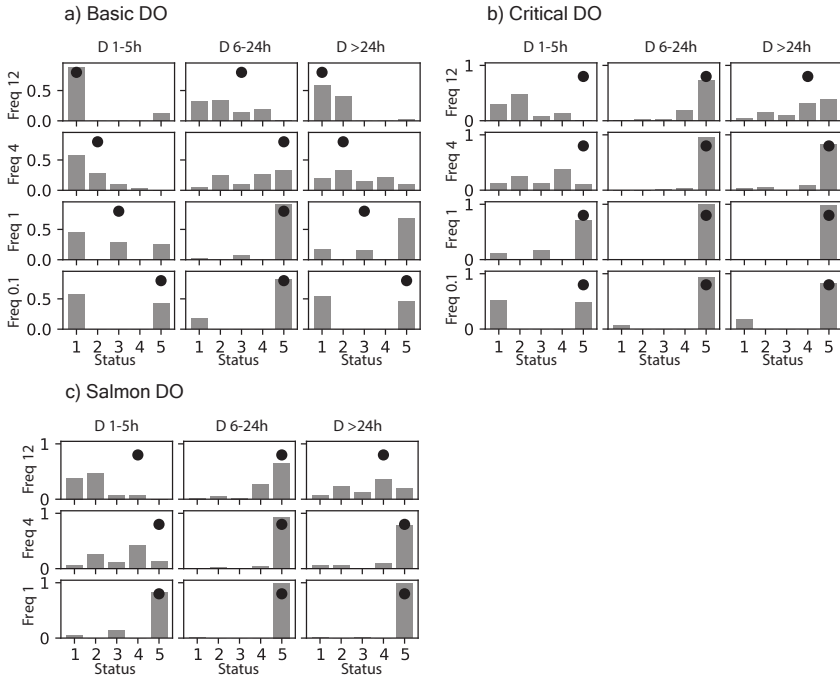 a) Basic DO
D 1-5h D 6-24h D >24h
Freq 12 0.5 0.0
Freq 4 0.5 0.0
Freq 1 0.5 0.0
Freq 0.1 0.5 0.0
1 2 3 4 5 1 2 3 4 5 1 2 3 4 5
Status Status Status
b) Critical DO
D 1-5h D 6-24h D >24h
Freq 12 1 0
Freq 4 1 0
Freq 1 1 0
Freq 0.1 1 0
1 2 3 4 5 1 2 3 4 5 1 2 3 4 5
Status Status Status
c) Salmon DO
D 1-5h D 6-24h D >24h
Freq 12 1 0
Freq 4 1 0
Freq 1 1 0
1 2 3 4 5 1 2 3 4 5 1 2 3 4 5
Status Status Status